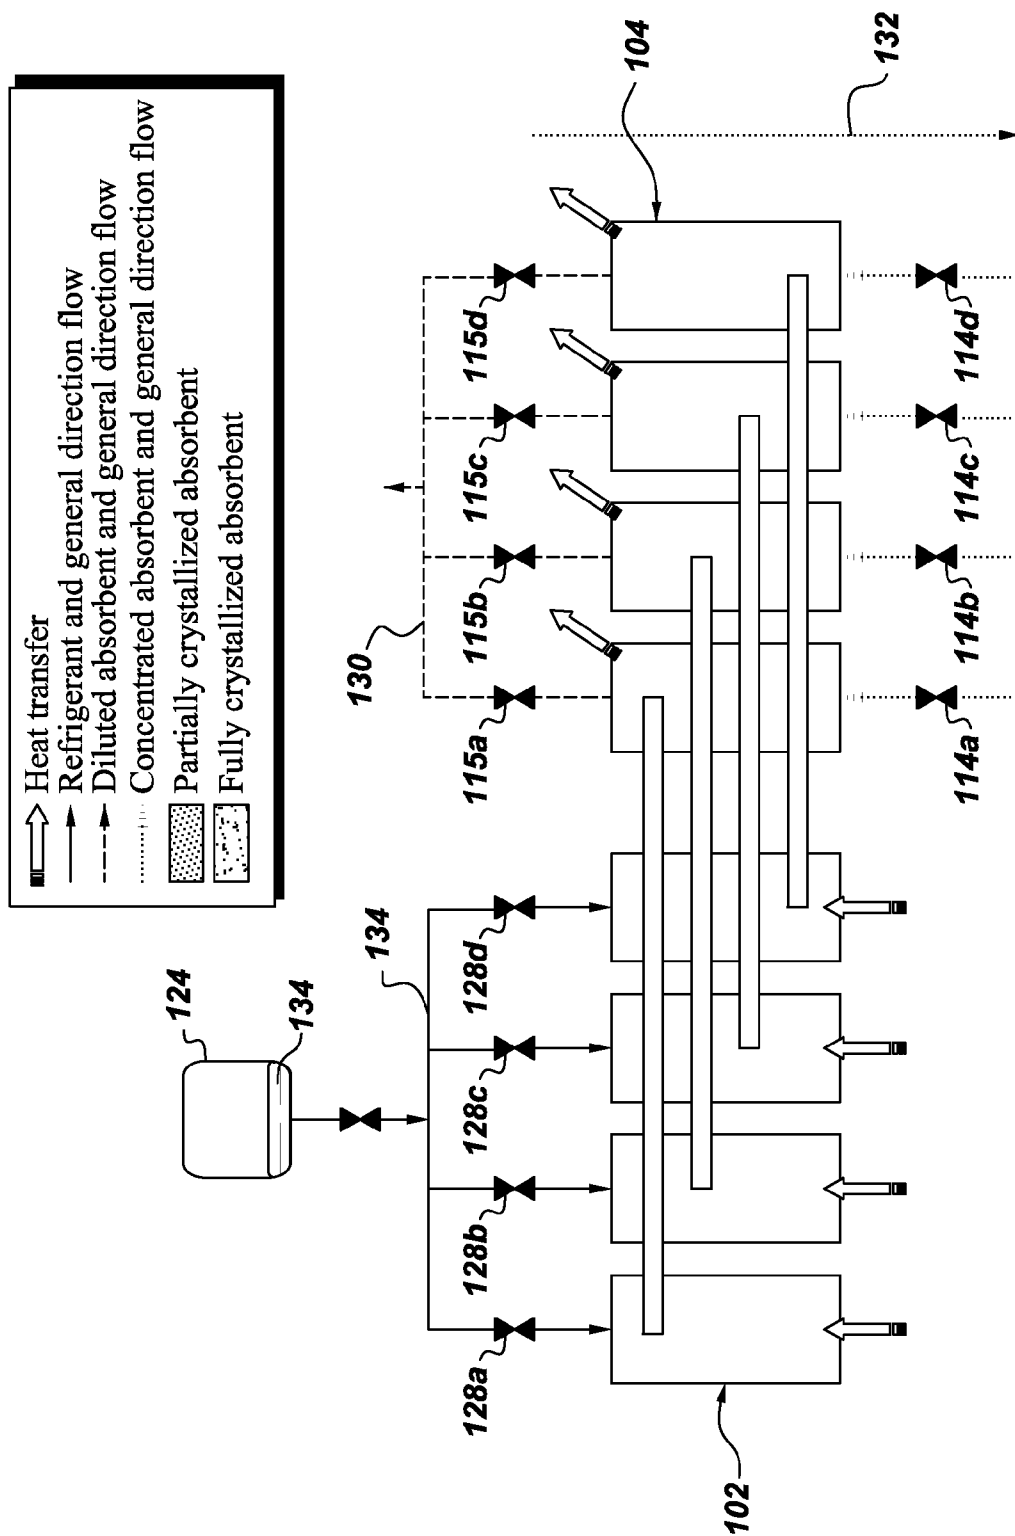 Heat transfer
Refrigerant and general direction flow
Diluted absorbent and general direction flow
Concentrated absorbent and general direction flow
Partially crystallized absorbent
Fully crystallized absorbent
124
134
134
130
128a
128b
128c
128d
115a
115b
115c
115d
104
132
102
114a
114b
114c
114d